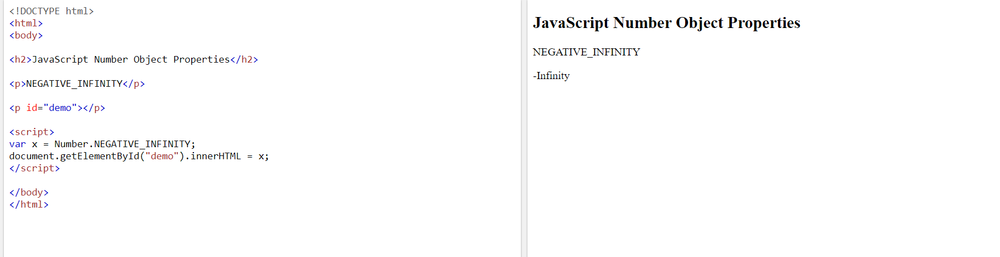 <!DOCTYPE html>
<html>
<body>
<h2>JavaScript Number Object Properties</h2>
<p>NEGATIVE_INFINITY</p>
<p id="demo"></p>
<script>
var x = Number.NEGATIVE_INFINITY;
document.getElementById("demo").innerHTML = x;
</script>
</body>
</html>
JavaScript Number Object Properties
NEGATIVE_INFINITY
-Infinity